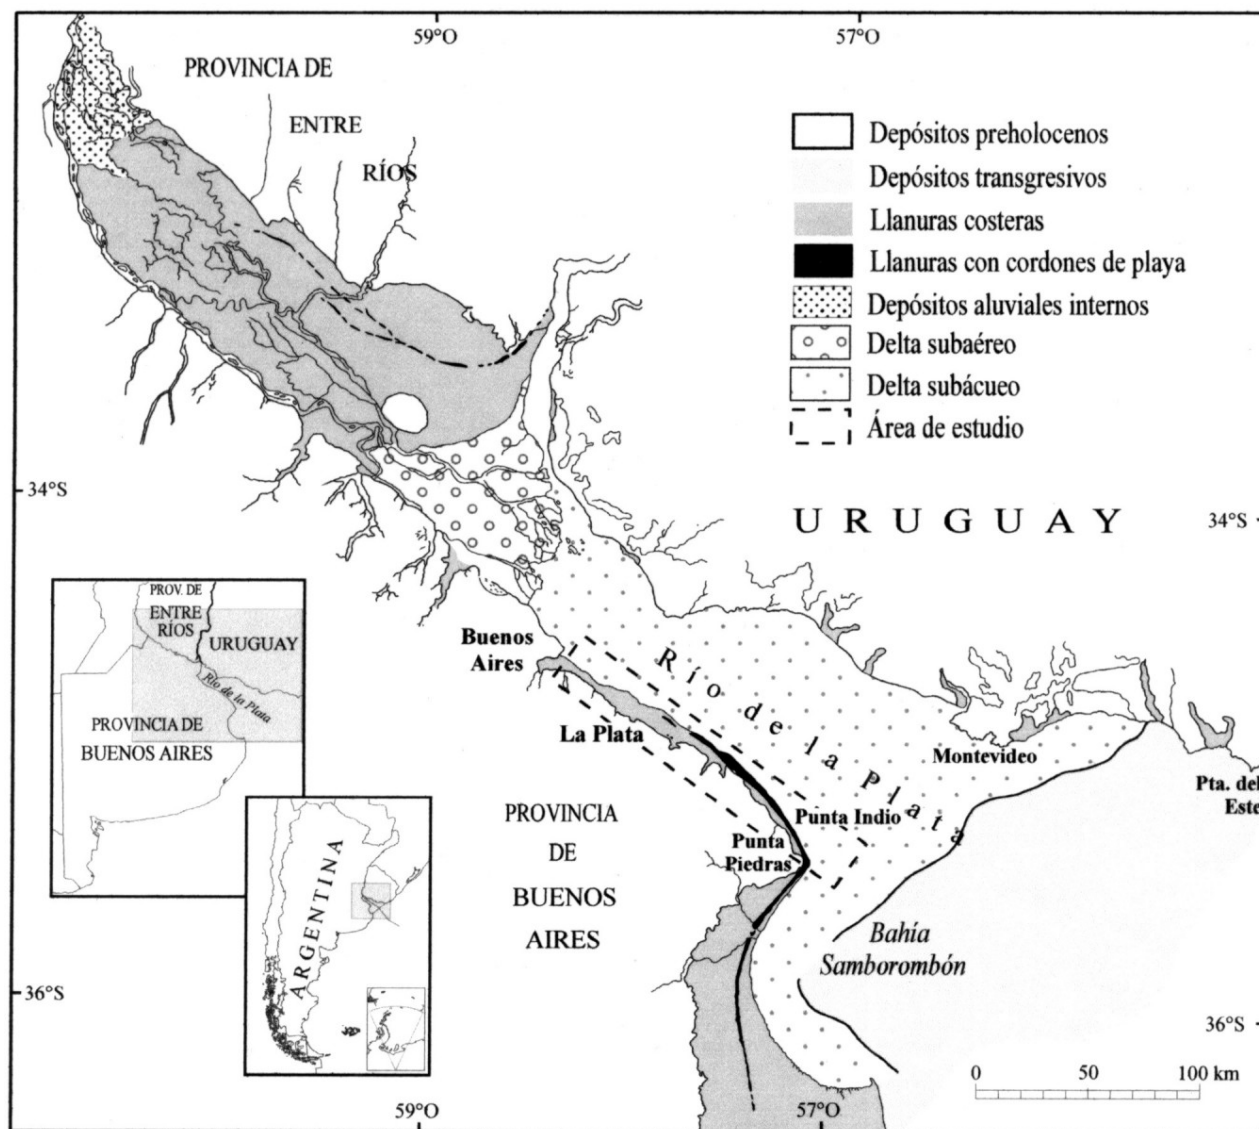 59°O
57°O
PROVINCIA DE
ENTRE
RÍOS
Depósitos preholocenos
Depósitos transgresivos
Llanuras costeras
Llanuras con cordones de playa
Depósitos aluviales internos
Delta subaéreo
Delta subácueo
Área de estudio
34°S
URUGUAY
34°S
PROV. DE
ENTRE
RÍOS
URUGUAY
Río de la Plata
PROVINCIA DE
BUENOS AIRES
Buenos
Aires
La Plata
Río de la Plata
Montevideo
Pta. del
Este
Punta Indio
Punta
Piedras
PROVINCIA
DE
BUENOS
AIRES
ARGENTINA
Bahía
Samborombón
36°S
36°S
0 50 100 km
59°O
57°O